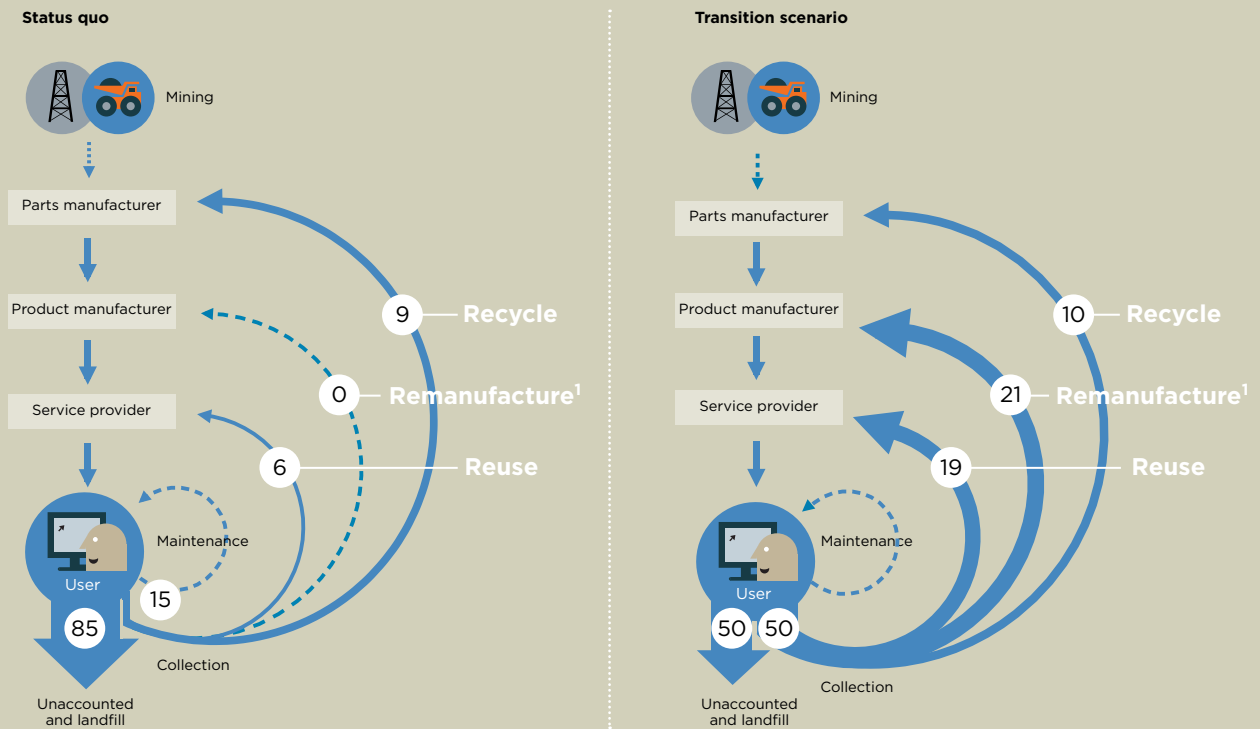 Status quo
Mining
Parts manufacturer
Product manufacturer
Service provider
Maintenance
User
15
85
Collection
Unaccounted
and landfill
9
Recycle
0
Remanufacture¹
6
Reuse
Transition scenario
Mining
Parts manufacturer
Product manufacturer
Service provider
Maintenance
User
50
50
Collection
Unaccounted
and landfill
10
Recycle
21
Remanufacture¹
19
Reuse